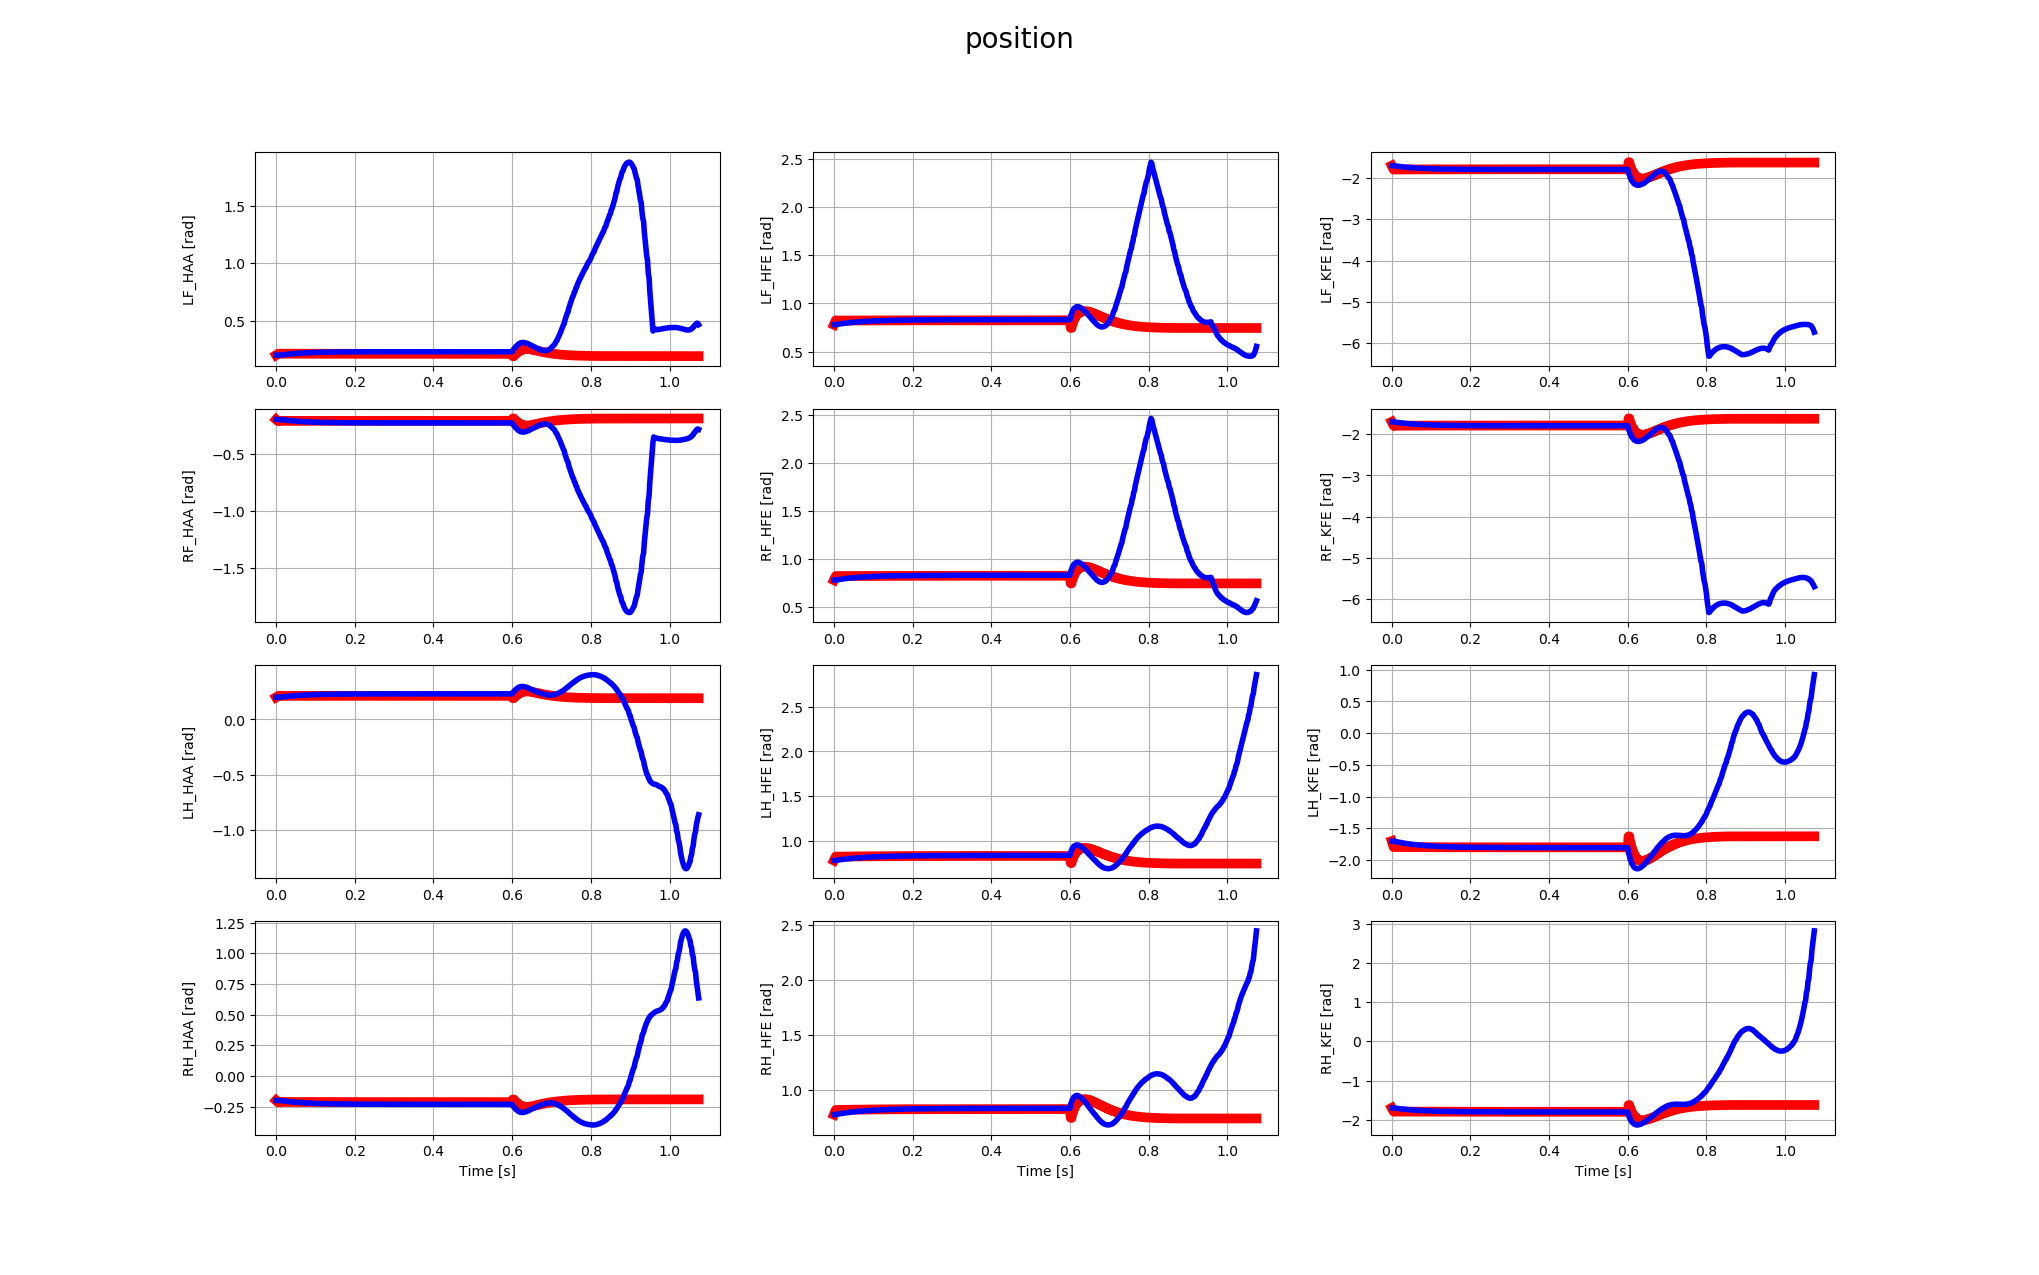 position
LF_HAA [rad]
1.5
1.0
0.5
0.0 0.2 0.4 0.6 0.8 1.0
LF_HFE [rad]
2.5
2.0
1.5
1.0
0.5
0.0 0.2 0.4 0.6 0.8 1.0
LF_KFE [rad]
−2
−3
−4
−5
−6
0.0 0.2 0.4 0.6 0.8 1.0
RF_HAA [rad]
−0.5
−1.0
−1.5
0.0 0.2 0.4 0.6 0.8 1.0
RF_HFE [rad]
2.5
2.0
1.5
1.0
0.5
0.0 0.2 0.4 0.6 0.8 1.0
RF_KFE [rad]
−2
−3
−4
−5
−6
0.0 0.2 0.4 0.6 0.8 1.0
LH_HAA [rad]
0.0
−0.5
−1.0
0.0 0.2 0.4 0.6 0.8 1.0
LH_HFE [rad]
2.5
2.0
1.5
1.0
0.0 0.2 0.4 0.6 0.8 1.0
LH_KFE [rad]
1.0
0.5
0.0
−0.5
−1.0
−1.5
−2.0
0.0 0.2 0.4 0.6 0.8 1.0
RH_HAA [rad]
1.25
1.00
0.75
0.50
0.25
0.00
−0.25
0.0 0.2 0.4 0.6 0.8 1.0
Time [s]
RH_HFE [rad]
2.5
2.0
1.5
1.0
0.0 0.2 0.4 0.6 0.8 1.0
Time [s]
RH_KFE [rad]
3
2
1
0
−1
−2
0.0 0.2 0.4 0.6 0.8 1.0
Time [s]